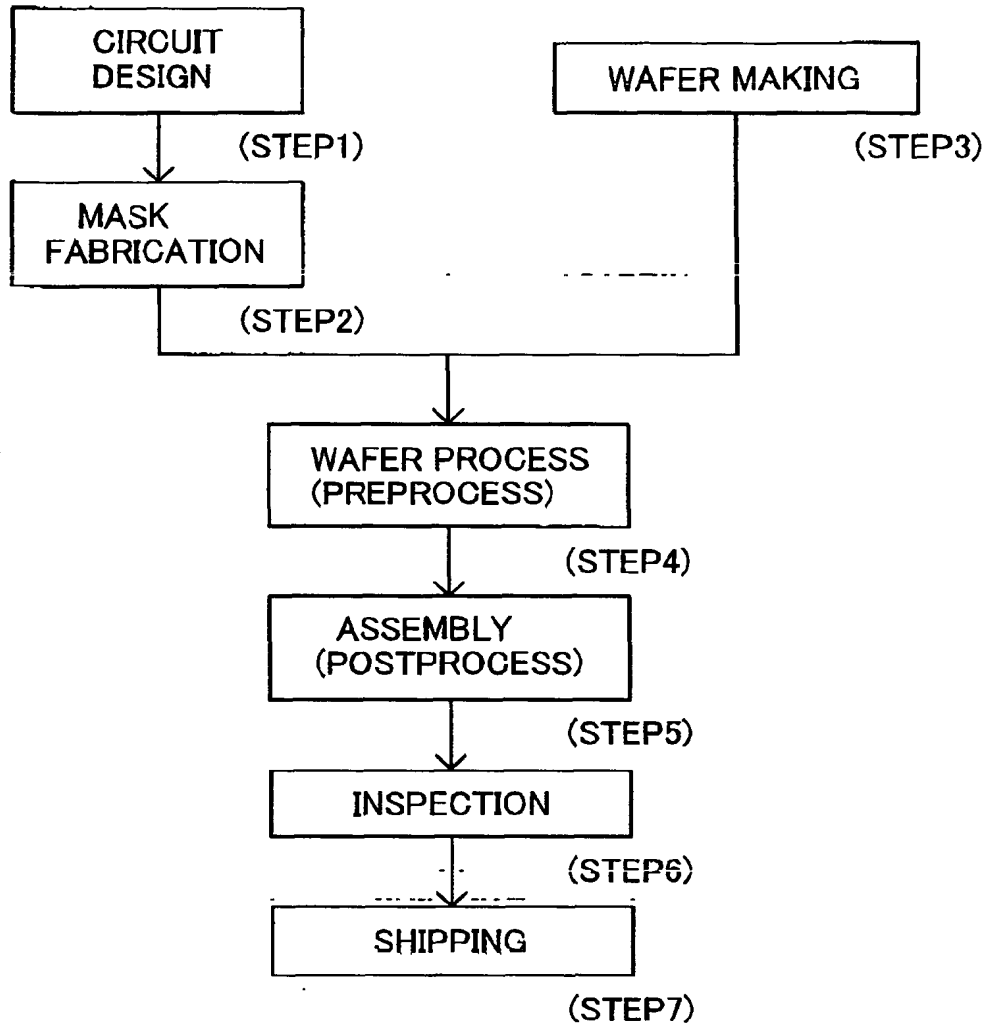 CIRCUIT
DESIGN
(STEP1)
WAFER MAKING
(STEP3)
MASK
FABRICATION
(STEP2)
WAFER PROCESS
(PREPROCESS)
(STEP4)
ASSEMBLY
(POSTPROCESS)
(STEP5)
INSPECTION
(STEP6)
SHIPPING
(STEP7)